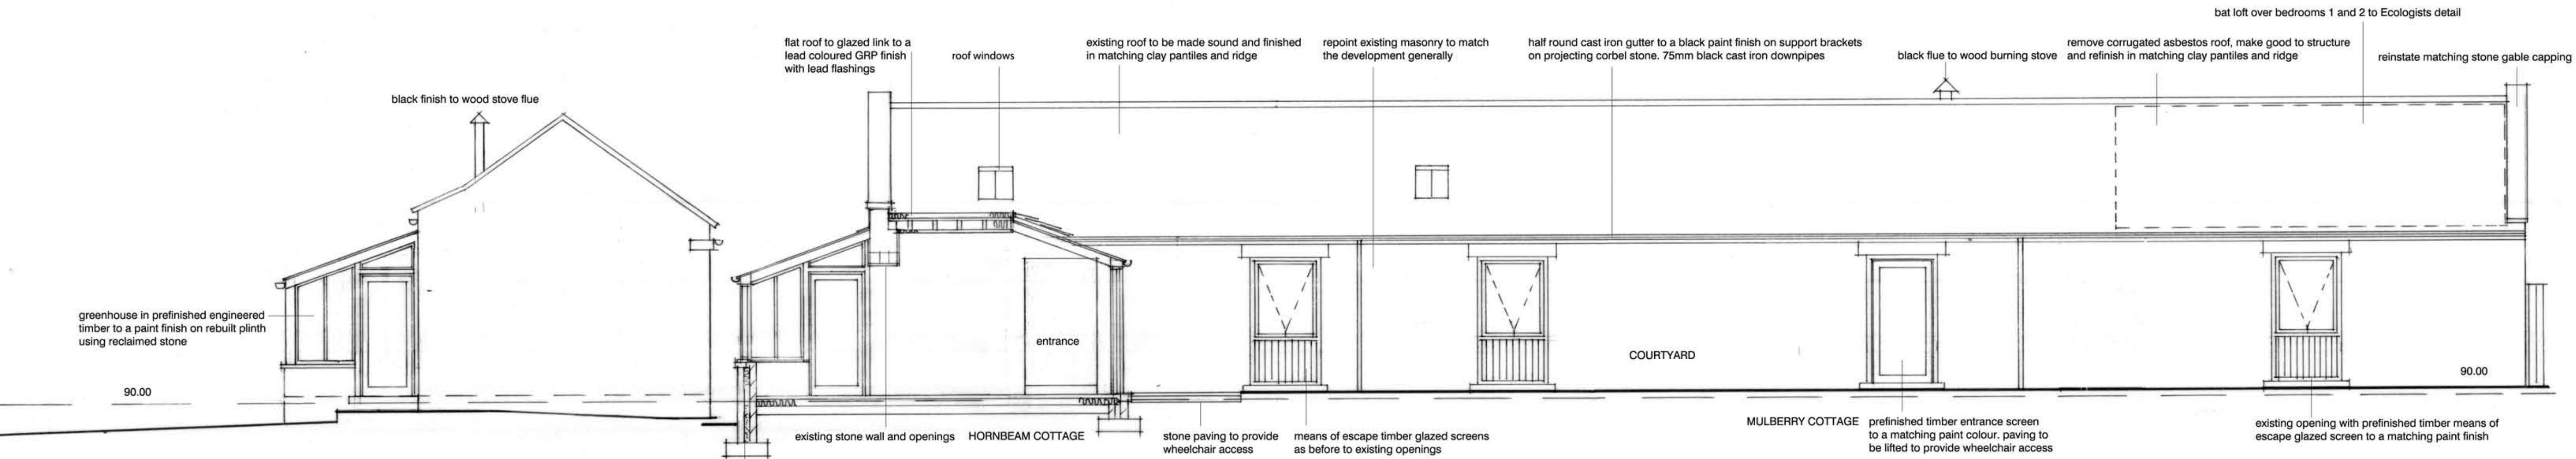 bat loft over bedrooms 1 and 2 to Ecologists detail
flat roof to glazed link to a
lead coloured GRP finish
with lead flashings
roof windows
existing roof to be made sound and finished
in matching clay pantiles and ridge
repoint existing masonry to match
the development generally
half round cast iron gutter to a black paint finish on support brackets
on projecting corbel stone. 75mm black cast iron downpipes
black flue to wood burning stove
remove corrugated asbestos roof, make good to structure
and refinish in matching clay pantiles and ridge
reinstate matching stone gable capping
black finish to wood stove flue
greenhouse in prefinished engineered
timber to a paint finish on rebuilt plinth
using reclaimed stone
entrance
COURTYARD
90.00
90.00
existing stone wall and openings
HORNBEAM COTTAGE
stone paving to provide
wheelchair access
means of escape timber glazed screens
as before to existing openings
MULBERRY COTTAGE
prefinished timber entrance screen
to a matching paint colour. paving to
be lifted to provide wheelchair access
existing opening with prefinished timber means of
escape glazed screen to a matching paint finish